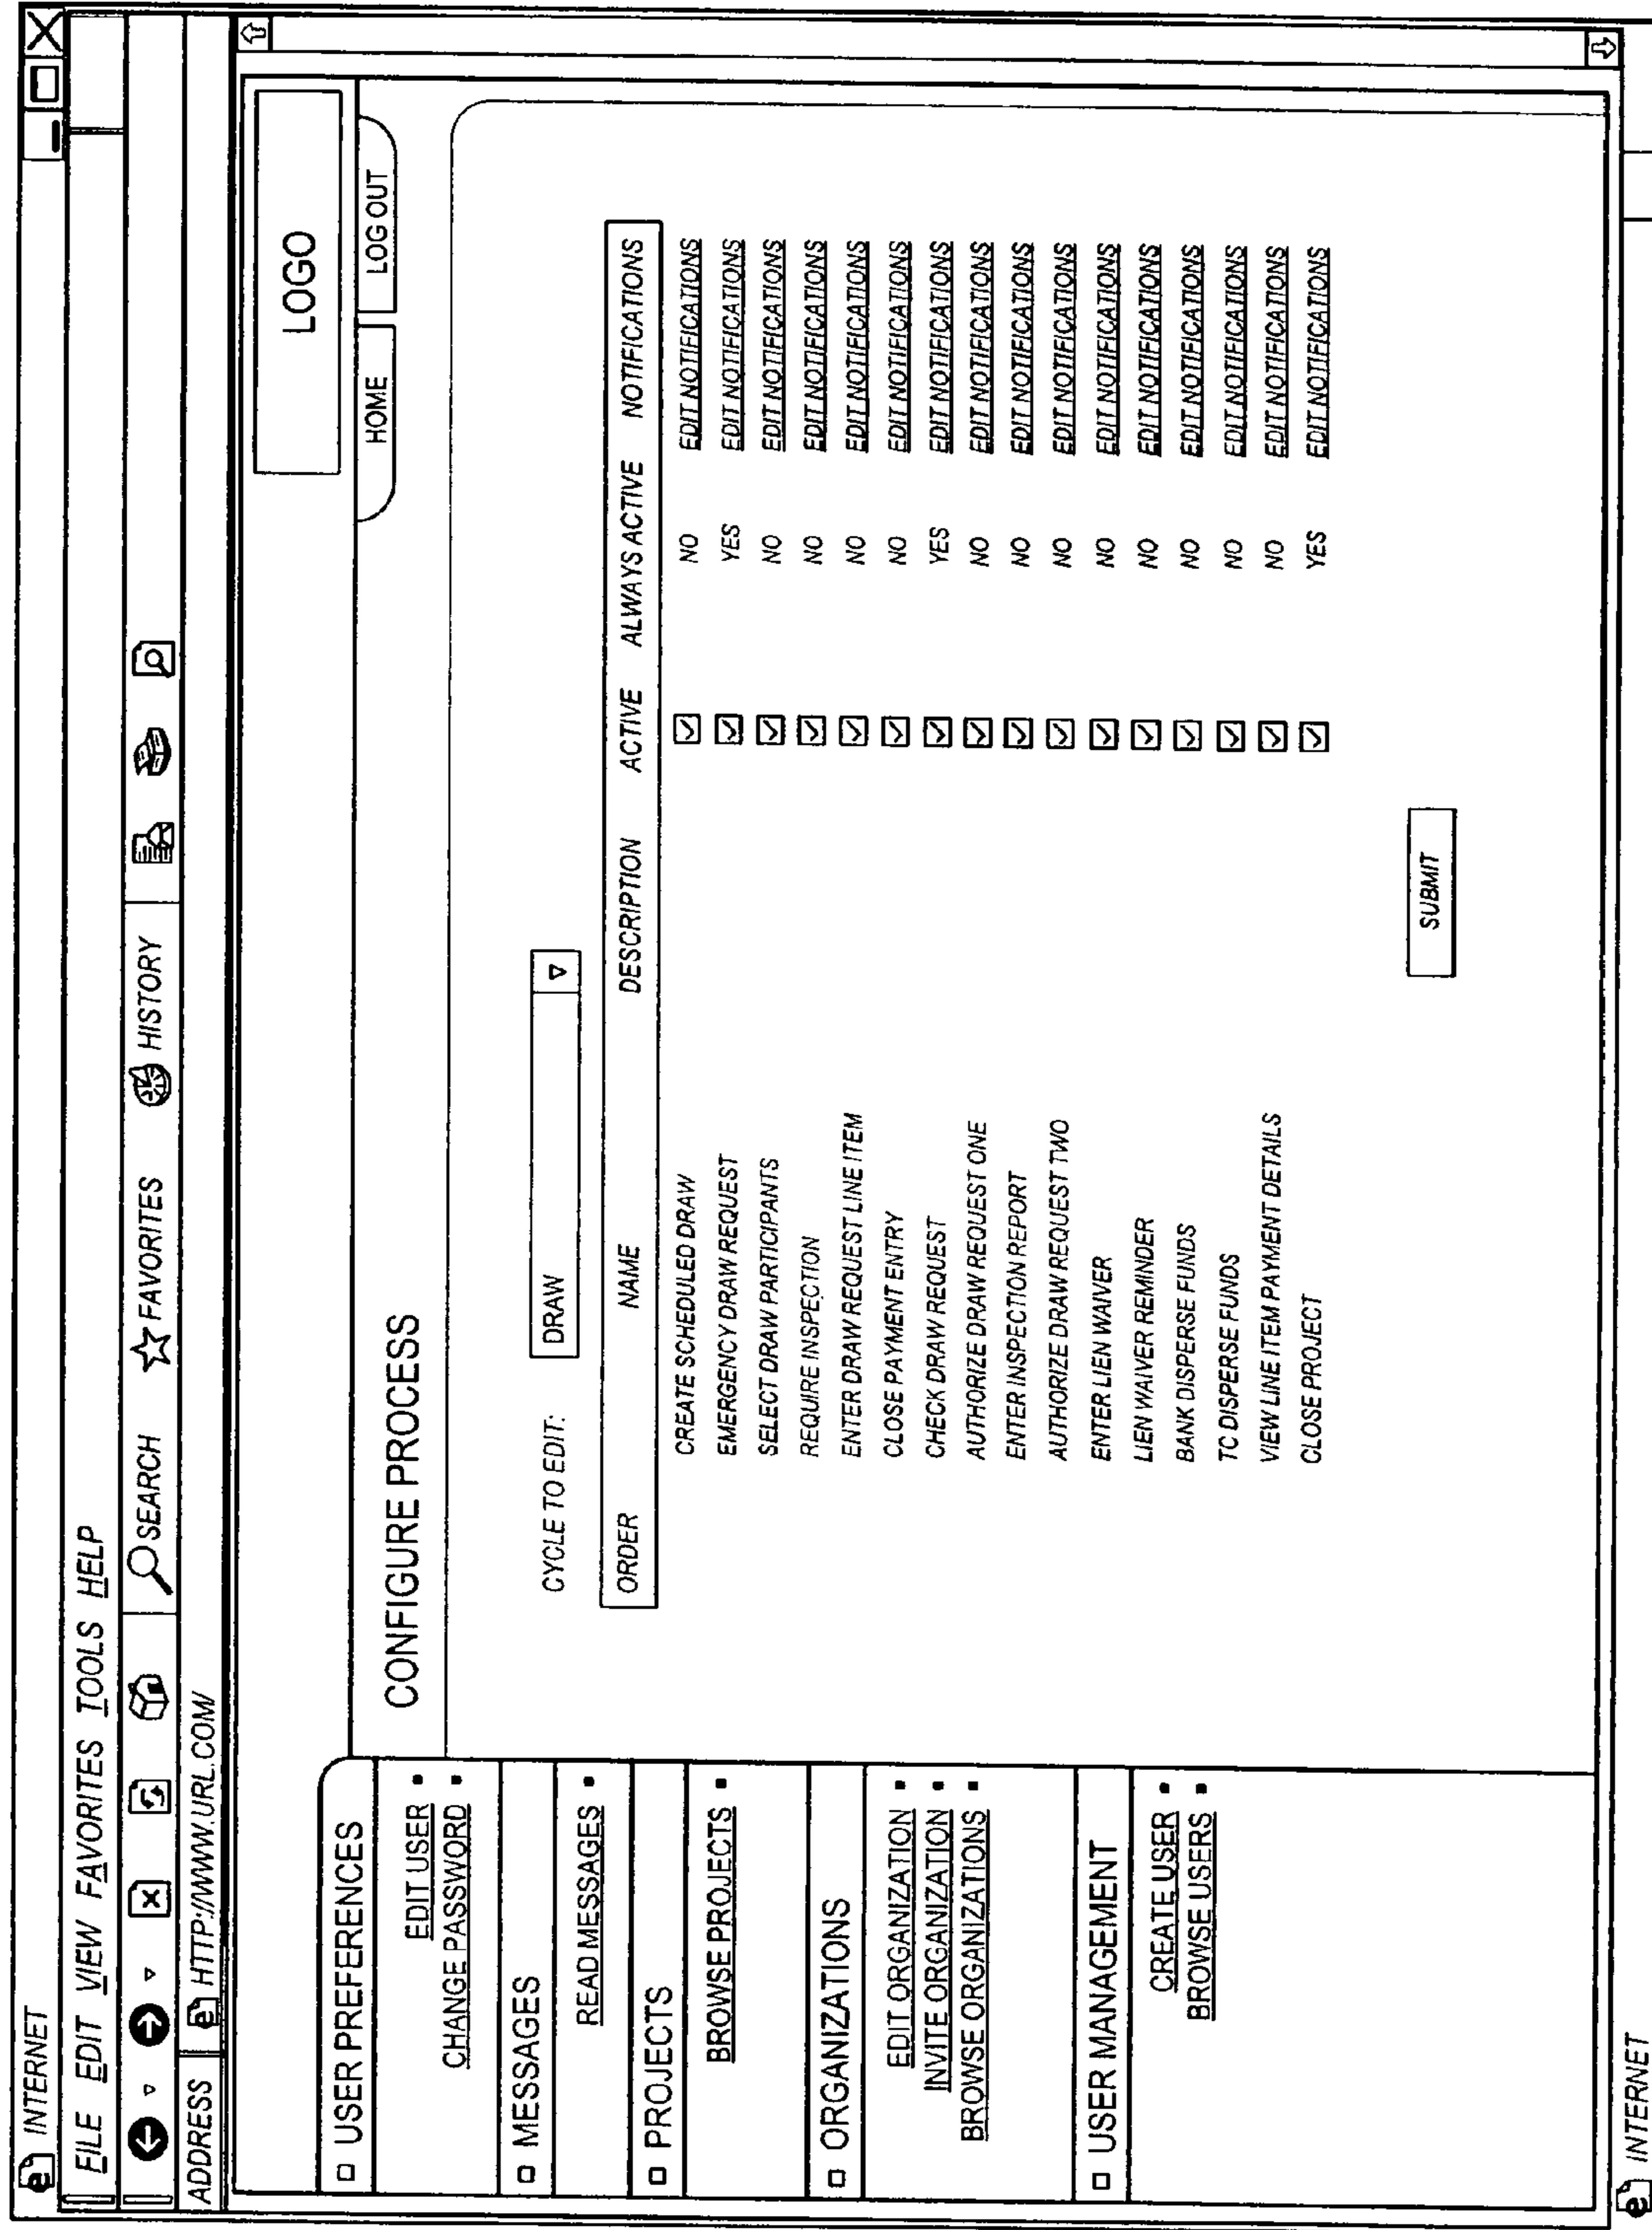 INTERNET
FILE EDIT VIEW FAVORITES TOOLS HELP
SEARCH FAVORITES HISTORY
ADDRESS HTTP://WWW.URL.COM/
LOGO
HOME LOG OUT
USER PREFERENCES
EDIT USER
CHANGE PASSWORD
MESSAGES
READ MESSAGES
PROJECTS
BROWSE PROJECTS
ORGANIZATIONS
EDIT ORGANIZATION
INVITE ORGANIZATION
BROWSE ORGANIZATIONS
USER MANAGEMENT
CREATE USER
BROWSE USERS
CONFIGURE PROCESS
CYCLE TO EDIT: DRAW
ORDER NAME DESCRIPTION ACTIVE ALWAYS ACTIVE NOTIFICATIONS
CREATE SCHEDULED DRAW NO EDIT NOTIFICATIONS
EMERGENCY DRAW REQUEST YES EDIT NOTIFICATIONS
SELECT DRAW PARTICIPANTS NO EDIT NOTIFICATIONS
REQUIRE INSPECTION NO EDIT NOTIFICATIONS
ENTER DRAW REQUEST LINE ITEM NO EDIT NOTIFICATIONS
CLOSE PAYMENT ENTRY NO EDIT NOTIFICATIONS
CHECK DRAW REQUEST YES EDIT NOTIFICATIONS
AUTHORIZE DRAW REQUEST ONE NO EDIT NOTIFICATIONS
ENTER INSPECTION REPORT NO EDIT NOTIFICATIONS
AUTHORIZE DRAW REQUEST TWO NO EDIT NOTIFICATIONS
ENTER LIEN WAIVER NO EDIT NOTIFICATIONS
LIEN WAIVER REMINDER NO EDIT NOTIFICATIONS
BANK DISPERSE FUNDS NO EDIT NOTIFICATIONS
TC DISPERSE FUNDS NO EDIT NOTIFICATIONS
VIEW LINE ITEM PAYMENT DETAILS NO EDIT NOTIFICATIONS
CLOSE PROJECT YES EDIT NOTIFICATIONS
SUBMIT
INTERNET